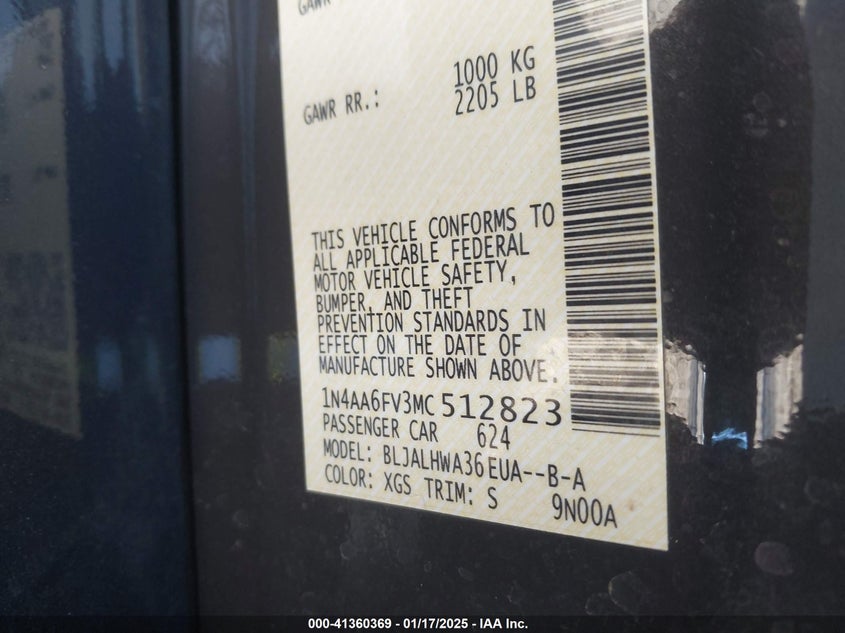 GAWR
GAWR RR.: 1000 KG
2205 LB
THIS VEHICLE CONFORMS TO
ALL APPLICABLE FEDERAL
MOTOR VEHICLE SAFETY,
BUMPER, AND THEFT
PREVENTION STANDARDS IN
EFFECT ON THE DATE OF
MANUFACTURE SHOWN ABOVE.
1N4AA6FV3MC512823
PASSENGER CAR 624
MODEL: BLJALHWA36EUA--B-A
COLOR: XGS TRIM: S 9N00A
000-41360369 - 01/17/2025 - IAA Inc.